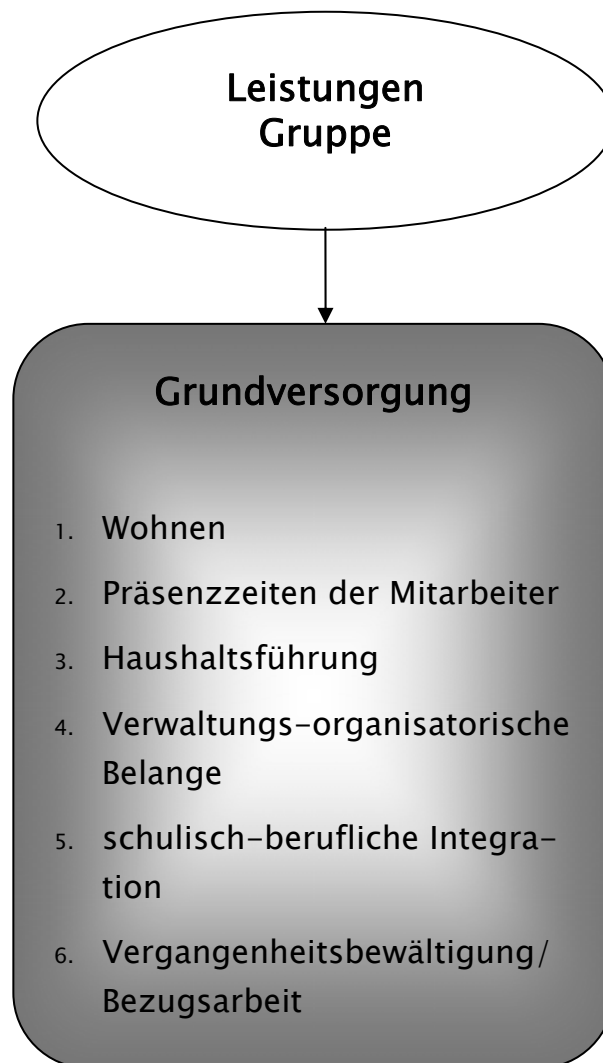 Leistungen
Gruppe
Grundversorgung
1. Wohnen
2. Präsenzzeiten der Mitarbeiter
3. Haushaltsführung
4. Verwaltungs-organisatorische
Belange
5. schulisch-berufliche Integra-
tion
6. Vergangenheitsbewältigung/
Bezugsarbeit